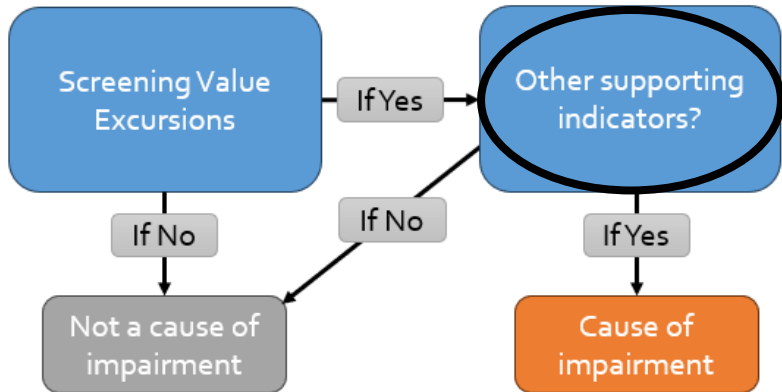 Screening Value
Excursions
If Yes
Other supporting
indicators?
If No
If No
If Yes
Not a cause of
impairment
Cause of
impairment